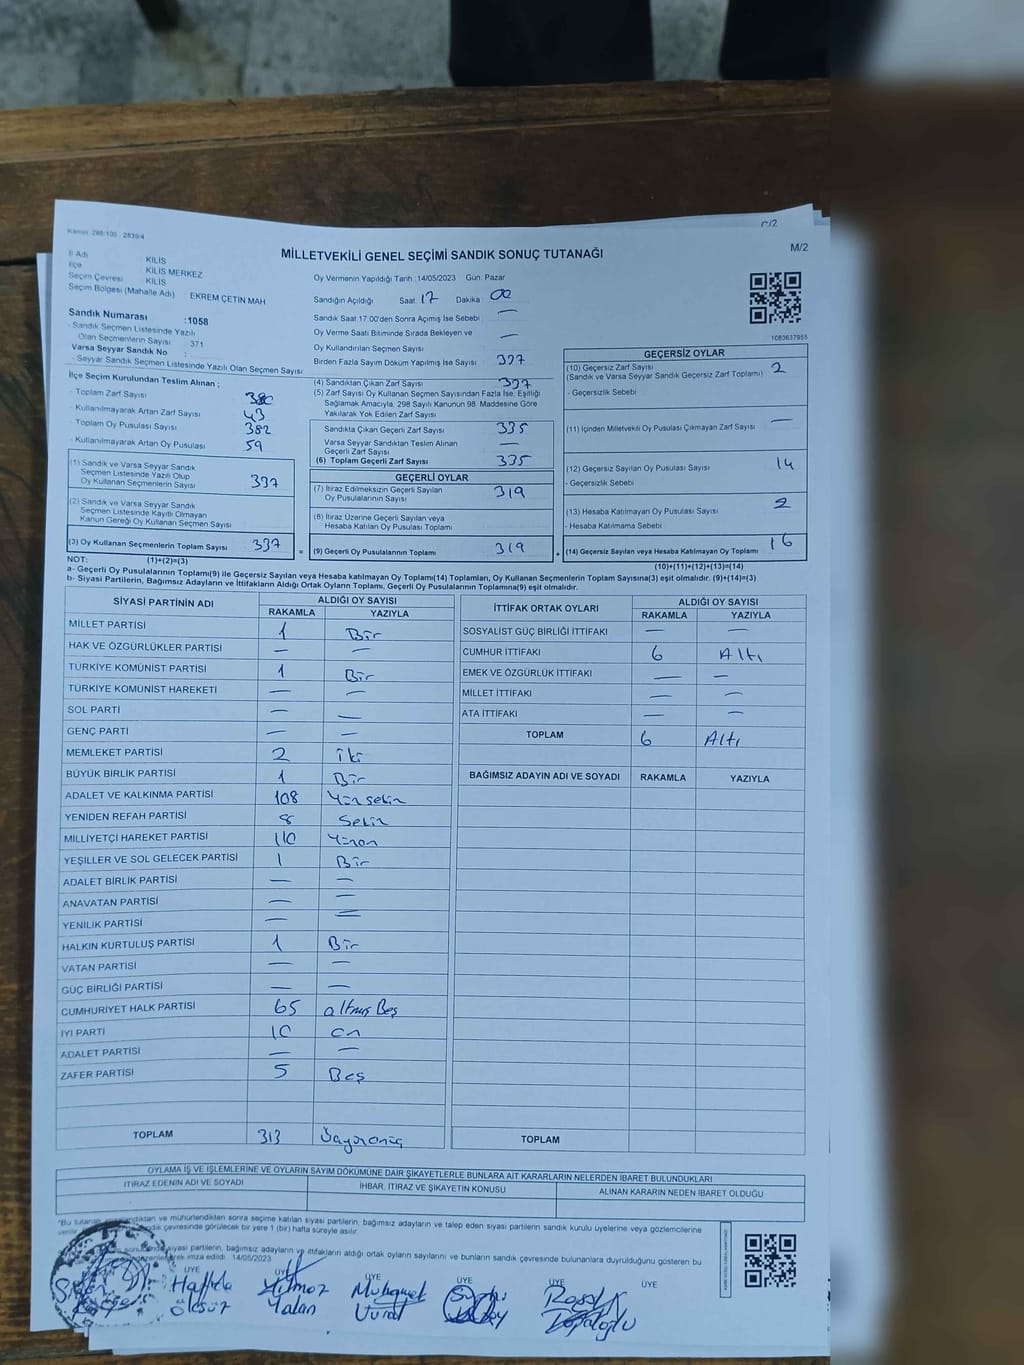 Kanun: 298/105 2839/4
C/2
MİLLETVEKİLİ GENEL SEÇİMİ SANDIK SONUÇ TUTANAĞI
M/2
İl Adı KİLİS
İlçe KİLİS MERKEZ
Seçim Çevresi KİLİS
Seçim Bölgesi (Mahalle Adı) : EKREM ÇETİN MAH.
Oy Vermenin Yapıldığı Tarih : 14/05/2023 Gün: Pazar
Sandığın Açıldığı Saat 17 Dakika 00
Sandık Saat 17:00'den Sonra Açımış İse Sebebi —
Oy Verme Saati Bitiminde Sırada Bekleyen ve
Oy Kullandırılan Seçmen Sayısı —
Birden Fazla Sayım Döküm Yapılmış İse Sayısı 337
1083637955
Sandık Numarası :1058
- Sandık Seçmen Listesinde Yazılı
Olan Seçmenlerin Sayısı : 371
Varsa Seyyar Sandık No :
- Seyyar Sandık Seçmen Listesinde Yazılı Olan Seçmen Sayısı
İlçe Seçim Kurulundan Teslim Alınan ;
- Toplam Zarf Sayısı 380
- Kullanılmayarak Artan Zarf Sayısı 43
- Toplam Oy Pusulası Sayısı 382
- Kullanılmayarak Artan Oy Pusulası 59
(1) Sandık ve Varsa Seyyar Sandık
Seçmen Listesinde Yazılı Olup
Oy Kullanan Seçmenlerin Sayısı 337
(2) Sandık ve Varsa Seyyar Sandık
Seçmen Listesinde Kayıtlı Olmayan
Kanun Gereği Oy Kullanan Seçmen Sayısı
(3) Oy Kullanan Seçmenlerin Toplam Sayısı 337
(1)+(2)=(3)
(4) Sandıktan Çıkan Zarf Sayısı 337
(5) Zarf Sayısı Oy Kullanan Seçmen Sayısından Fazla İse, Eşitliği
Sağlamak Amacıyla, 298 Sayılı Kanunun 98. Maddesine Göre
Yakılarak Yok Edilen Zarf Sayısı
Sandıkta Çıkan Geçerli Zarf Sayısı 335
Varsa Seyyar Sandıktan Teslim Alınan
Geçerli Zarf Sayısı —
(6) Toplam Geçerli Zarf Sayısı 335
GEÇERLİ OYLAR
(7) İtiraz Edilmeksizin Geçerli Sayılan
Oy Pusulalarının Sayısı 319
(8) İtiraz Üzerine Geçerli Sayılan veya
Hesaba Katılan Oy Pusulası Toplamı
= (9) Geçerli Oy Pusulalarının Toplamı 319
GEÇERSİZ OYLAR
(10) Geçersiz Zarf Sayısı 2
(Sandık ve Varsa Seyyar Sandık Geçersiz Zarf Toplamı)
- Geçersizlik Sebebi
(11) İçinden Milletvekili Oy Pusulası Çıkmayan Zarf Sayısı —
(12) Geçersiz Sayılan Oy Pusulası Sayısı 14
- Geçersizlik Sebebi
(13) Hesaba Katılmayan Oy Pusulası Sayısı 2
- Hesaba Katılmama Sebebi
+ (14) Geçersiz Sayılan veya Hesaba Katılmayan Oy Toplamı 16
(10)+(11)+(12)+(13)=(14)
NOT:
a- Geçerli Oy Pusulalarının Toplamı(9) ile Geçersiz Sayılan veya Hesaba katılmayan Oy Toplamı(14) Toplamları, Oy Kullanan Seçmenlerin Toplam Sayısına(3) eşit olmalıdır. (9)+(14)=(3)
b- Siyasi Partilerin, Bağımsız Adayların ve İttifakların Aldığı Ortak Oyların Toplamı, Geçerli Oy Pusulalarının Toplamına(9) eşit olmalıdır.
SİYASİ PARTİNİN ADI ALDIĞI OY SAYISI
RAKAMLA YAZIYLA
MİLLET PARTİSİ 1 Bir
HAK VE ÖZGÜRLÜKLER PARTİSİ — —
TÜRKİYE KOMÜNİST PARTİSİ 1 Bir
TÜRKİYE KOMÜNİST HAREKETİ — —
SOL PARTİ — —
GENÇ PARTİ — —
MEMLEKET PARTİSİ 2 İki
BÜYÜK BİRLİK PARTİSİ 1 Bir
ADALET VE KALKINMA PARTİSİ 108 Yüzsekiz
YENİDEN REFAH PARTİSİ 8 Sekiz
MİLLİYETÇİ HAREKET PARTİSİ 110 Yüzon
YEŞİLLER VE SOL GELECEK PARTİSİ 1 Bir
ADALET BİRLİK PARTİSİ — —
ANAVATAN PARTİSİ — —
YENİLİK PARTİSİ — —
HALKIN KURTULUŞ PARTİSİ 1 Bir
VATAN PARTİSİ — —
GÜÇ BİRLİĞİ PARTİSİ — —
CUMHURİYET HALK PARTİSİ 65 altmış Beş
İYİ PARTİ 10 on
ADALET PARTİSİ — —
ZAFER PARTİSİ 5 Beş
TOPLAM 313 Üçyüzonüç
İTTİFAK ORTAK OYLARI ALDIĞI OY SAYISI
RAKAMLA YAZIYLA
SOSYALİST GÜÇ BİRLİĞİ İTTİFAKI — —
CUMHUR İTTİFAKI 6 Altı
EMEK VE ÖZGÜRLÜK İTTİFAKI — —
MİLLET İTTİFAKI — —
ATA İTTİFAKI — —
TOPLAM 6 Altı
BAĞIMSIZ ADAYIN ADI VE SOYADI RAKAMLA YAZIYLA
TOPLAM
OYLAMA İŞ VE İŞLEMLERİNE VE OYLARIN SAYIM DÖKÜMÜNE DAİR ŞİKAYETLERLE BUNLARA AİT KARARLARIN NELERDEN İBARET BULUNDUKLARI
İTİRAZ EDENİN ADI VE SOYADI İHBAR, İTİRAZ VE ŞİKAYETİN KONUSU ALINAN KARARIN NEDEN İBARET OLDUĞU
ve mühürlendikten sonra seçime katılan siyasi partilerin, bağımsız adayların ve talep eden siyasi partilerin sandık kurulu üyelerine veya gözlemcilerine
çevresinde görülecek bir yere 1 (bir) hafta süreyle asılır.
siyasi partilerin, bağımsız adayların ve ittifakların aldığı ortak oyların sayılarını ve bunların sandık çevresinde bulunanlara duyrulduğunu gösteren bu
imza edildi. 14/05/2023
ÜYE ÜYE ÜYE ÜYE ÜYE ÜYE
Yılmaz
Yalan